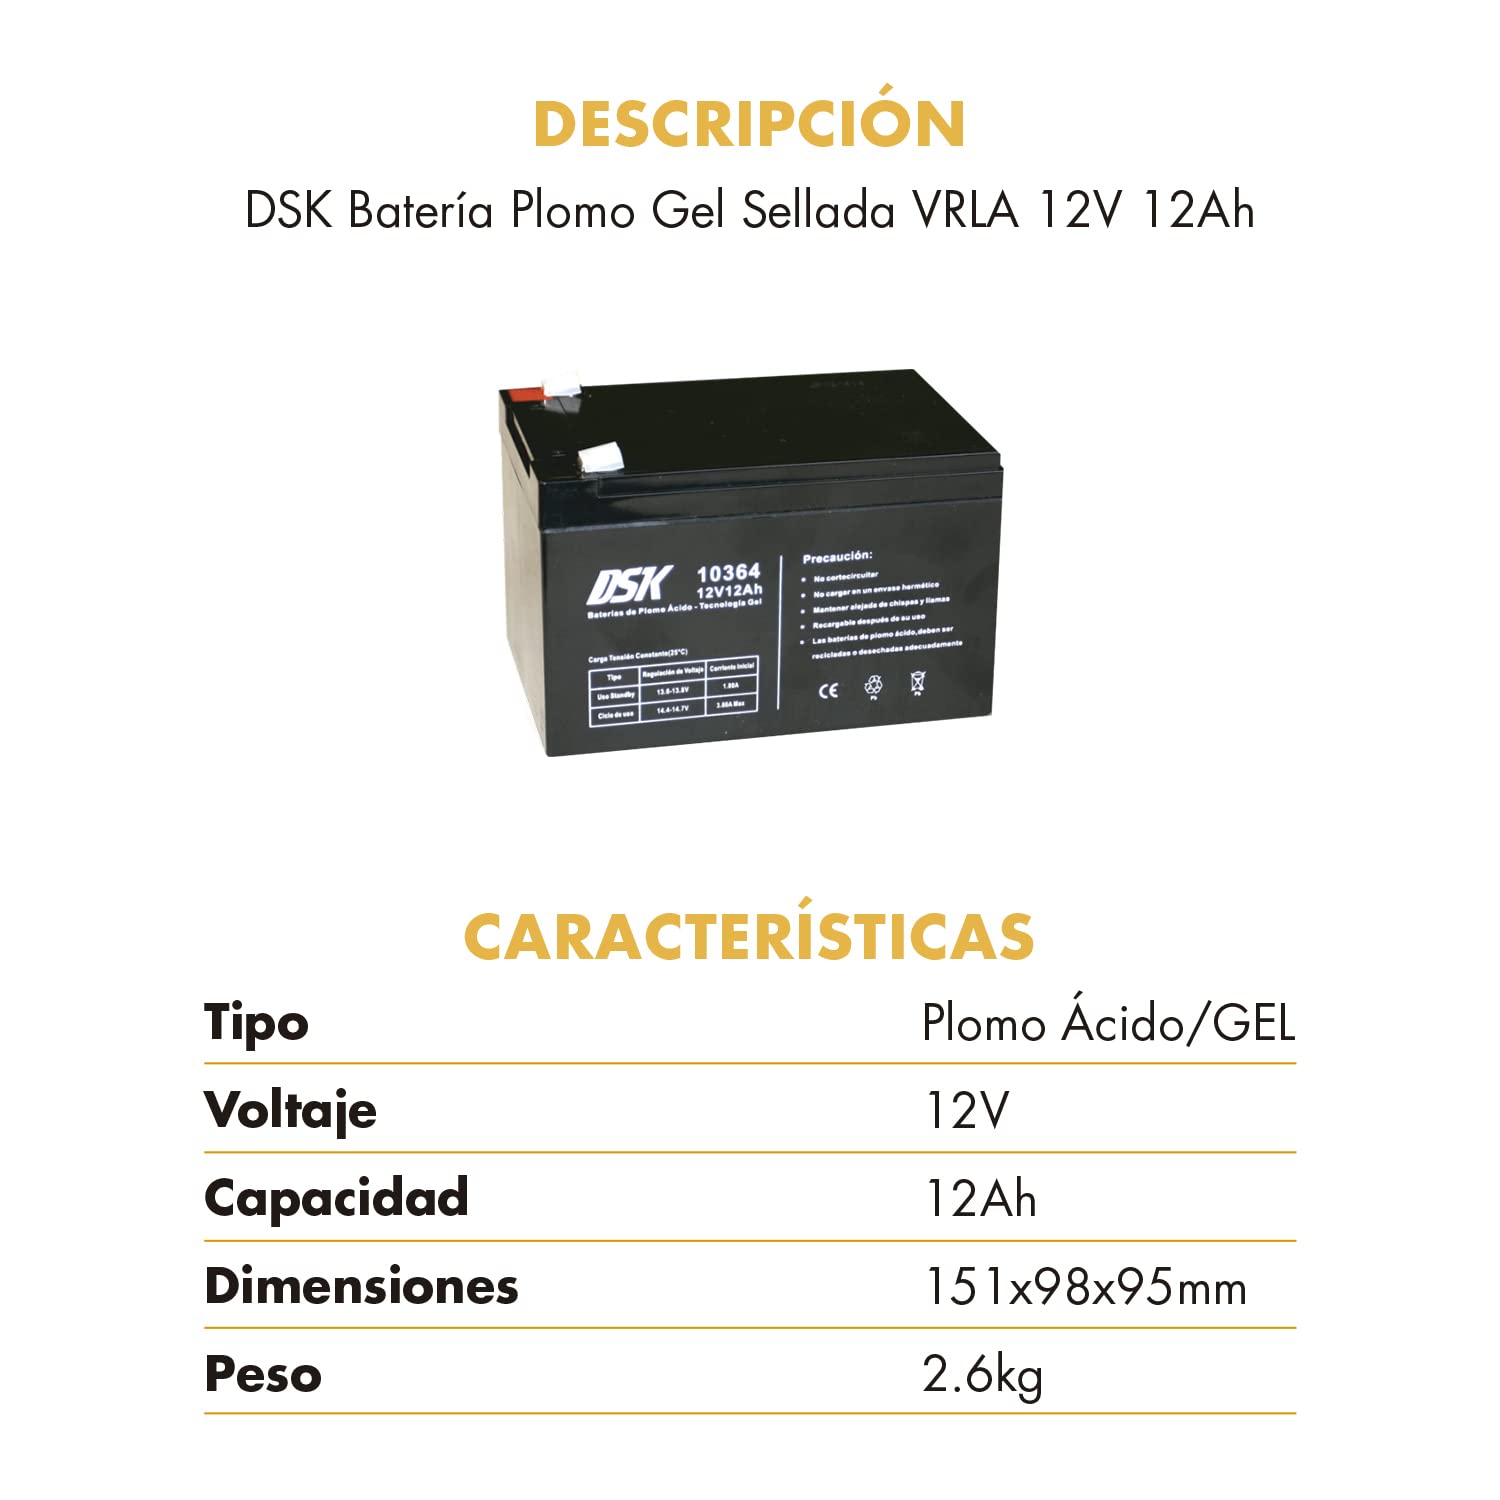 DESCRIPCIÓN
DSK Batería Plomo Gel Sellada VRLA 12V 12Ah
DSK
10364
12V12Ah
Baterías de Plomo Ácido - Tecnología Gel
Carga Tensión Constante(25°C)
Tipo Regulación de Voltaje Corriente Inicial
Uso Standby 13.6-13.8V 1.80A
Ciclo de uso 14.4-14.7V 3.60A Max
Precaución:
• No cortocircuitar
• No cargar en un envase hermético
• Mantener alejada de chispas y llamas
• Recargable después de su uso
• Las baterías de plomo ácido,deben ser
recicladas o desechadas adecuadamente
CE
Pb
Pb
CARACTERÍSTICAS
Tipo Plomo Ácido/GEL
Voltaje 12V
Capacidad 12Ah
Dimensiones 151x98x95mm
Peso 2.6kg